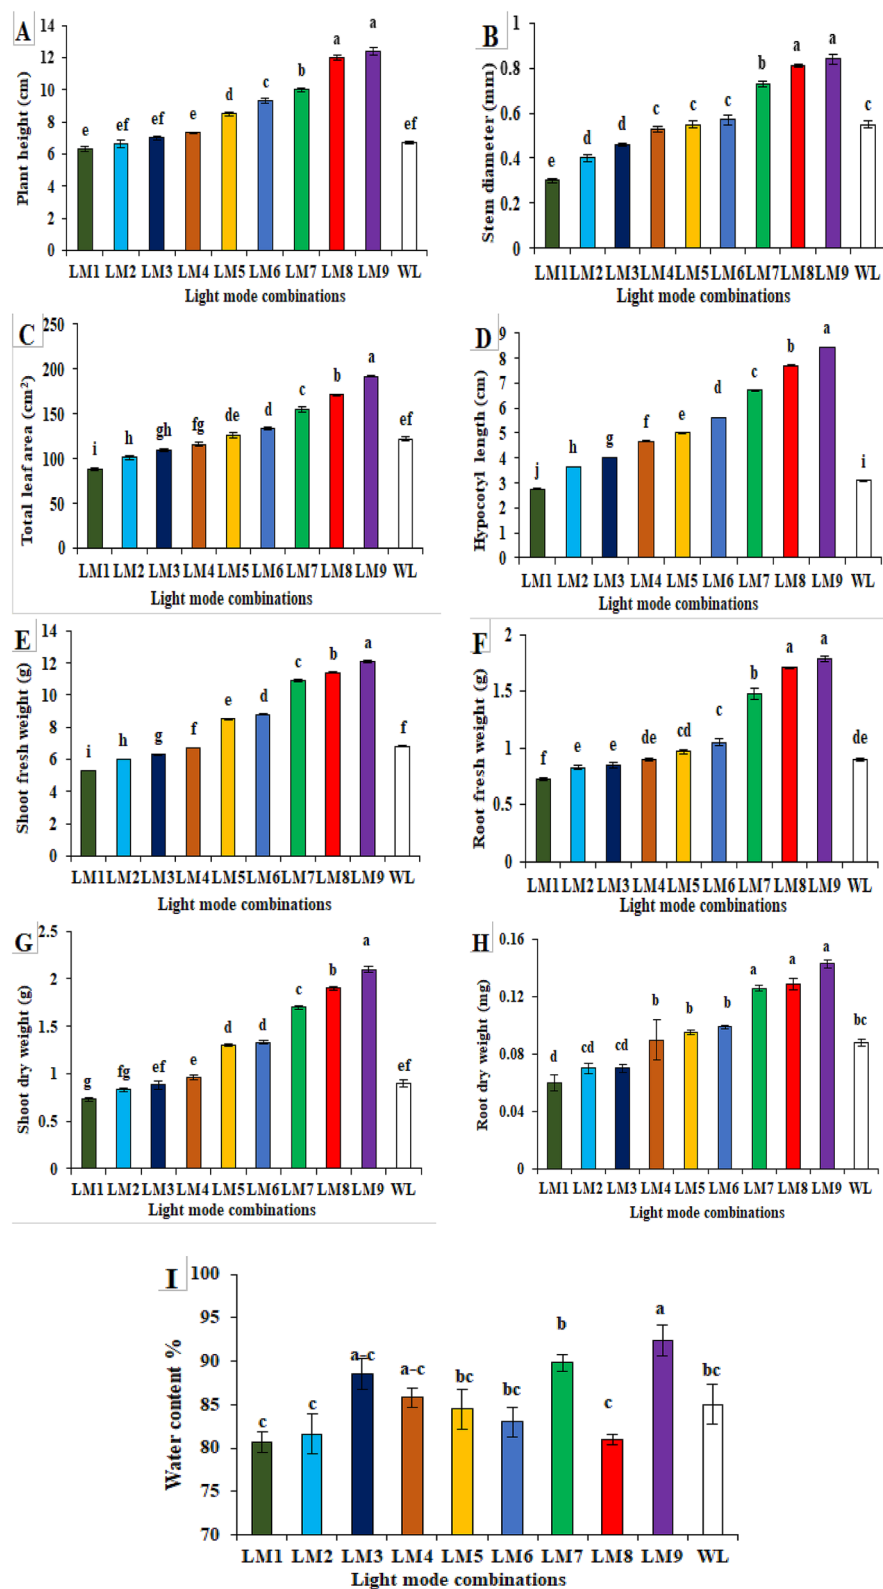 A
Plant height (cm)
14
12
10
8
6
4
2
0
e ef ef e d c b a a ef
LM1 LM2 LM3 LM4 LM5 LM6 LM7 LM8 LM9 WL
Light mode combinations
B
Stem diameter (mm)
1
0.8
0.6
0.4
0.2
0
e d d c c c b a a c
LM1 LM2 LM3 LM4 LM5 LM6 LM7 LM8 LM9 WL
Light mode combinations
C
Total leaf area (cm²)
250
200
150
100
50
0
i h gh fg de d c b a ef
LM1 LM2 LM3 LM4 LM5 LM6 LM7 LM8 LM9 WL
Light mode combinations
D
Hypocotyl length (cm)
9
8
7
6
5
4
3
2
1
0
j h g f e d c b a i
LM1 LM2 LM3 LM4 LM5 LM6 LM7 LM8 LM9 WL
Light mode combinations
E
Shoot fresh weight (g)
14
12
10
8
6
4
2
0
i h g f e d c b a f
LM1 LM2 LM3 LM4 LM5 LM6 LM7 LM8 LM9 WL
Light mode combinations
F
Root fresh weight (g)
2
1.5
1
0.5
0
f e e de cd c b a a de
LM1 LM2 LM3 LM4 LM5 LM6 LM7 LM8 LM9 WL
Light mode combinations
G
Shoot dry weight (g)
2.5
2
1.5
1
0.5
0
g fg ef e d d c b a ef
LM1 LM2 LM3 LM4 LM5 LM6 LM7 LM8 LM9 WL
Light mode combinations
H
Root dry weight (mg)
0.16
0.12
0.08
0.04
0
d cd cd b b b a a a bc
LM1 LM2 LM3 LM4 LM5 LM6 LM7 LM8 LM9 WL
Light mode combinations
I
Water content %
100
95
90
85
80
75
70
c c a-c a-c bc bc b c a bc
LM1 LM2 LM3 LM4 LM5 LM6 LM7 LM8 LM9 WL
Light mode combinations